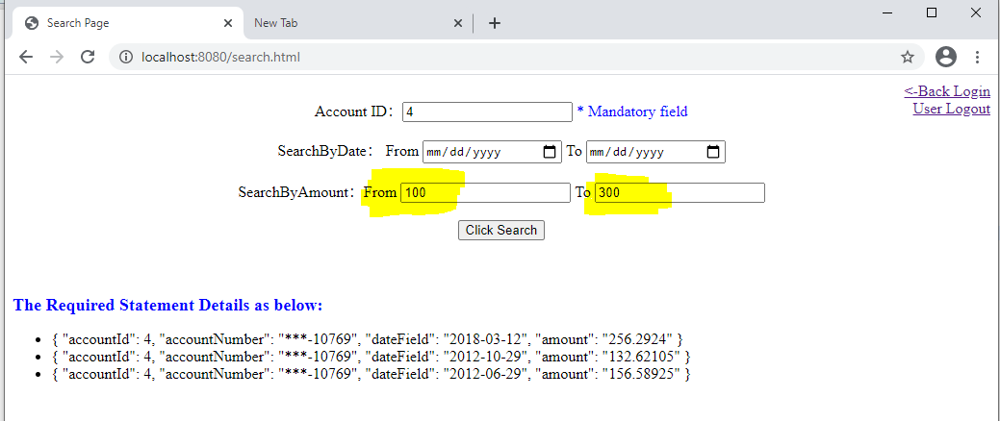 Search Page
New Tab
localhost:8080/search.html
<-Back Login
User Logout
Account ID: 4 * Mandatory field
SearchByDate: From mm/dd/yyyy To mm/dd/yyyy
SearchByAmount: From 100 To 300
Click Search
The Required Statement Details as below:
• { "accountId": 4, "accountNumber": "***-10769", "dateField": "2018-03-12", "amount": "256.2924" }
• { "accountId": 4, "accountNumber": "***-10769", "dateField": "2012-10-29", "amount": "132.62105" }
• { "accountId": 4, "accountNumber": "***-10769", "dateField": "2012-06-29", "amount": "156.58925" }